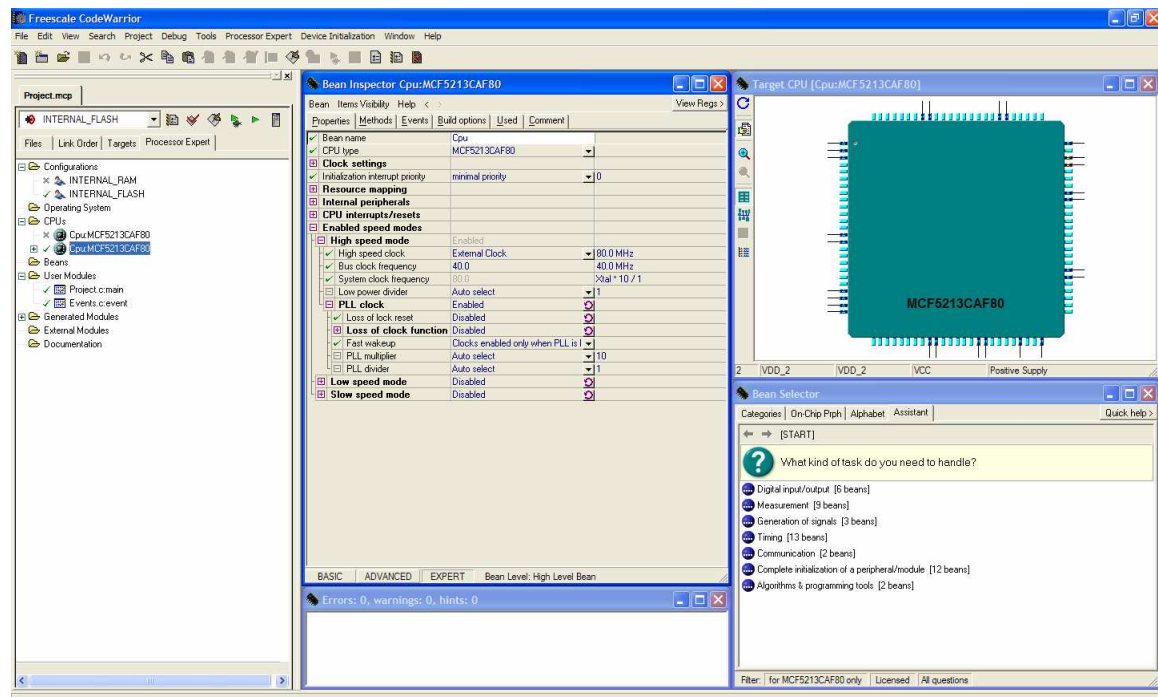 Freescale CodeWarrior
File Edit View Search Project Debug Tools Processor Expert Device Initialization Window Help
Project.mcp
INTERNAL_FLASH
Files Link Order Targets Processor Expert
Configurations
INTERNAL_RAM
INTERNAL_FLASH
Operating System
CPUs
Cpu:MCF5213CAF80
Cpu:MCF5213CAF80
Beans
User Modules
Project.c:main
Events.c:event
Generated Modules
External Modules
Documentation
Bean Inspector Cpu:MCF5213CAF80
Bean Items Visibility Help < > View Regs >
Properties Methods Events Build options Used Comment
Bean name Cpu
CPU type MCF5213CAF80
Clock settings
Initialization interrupt priority minimal priority 0
Resource mapping
Internal peripherals
CPU interrupts/resets
Enabled speed modes
High speed mode Enabled
High speed clock External Clock 80.0 MHz
Bus clock frequency 40.0 40.0 MHz
System clock frequency 80.0 Xtal * 10 / 1
Low power divider Auto select 1
PLL clock Enabled
Loss of lock reset Disabled
Loss of clock function Disabled
Fast wakeup Clocks enabled only when PLL is l
PLL multiplier Auto select 10
PLL divider Auto select 1
Low speed mode Disabled
Slow speed mode Disabled
BASIC ADVANCED EXPERT Bean Level: High Level Bean
Errors: 0, warnings: 0, hints: 0
Target CPU [Cpu:MCF5213CAF80]
MCF5213CAF80
2 VDD_2 VDD_2 VCC Positive Supply
Bean Selector
Categories On-Chip Prph Alphabet Assistant Quick help >
[START]
What kind of task do you need to handle?
Digital input/output [6 beans]
Measurement [9 beans]
Generation of signals [3 beans]
Timing [13 beans]
Communication [2 beans]
Complete initialization of a peripheral/module [12 beans]
Algorithms & programming tools [2 beans]
Filter: for MCF5213CAF80 only Licensed All questions